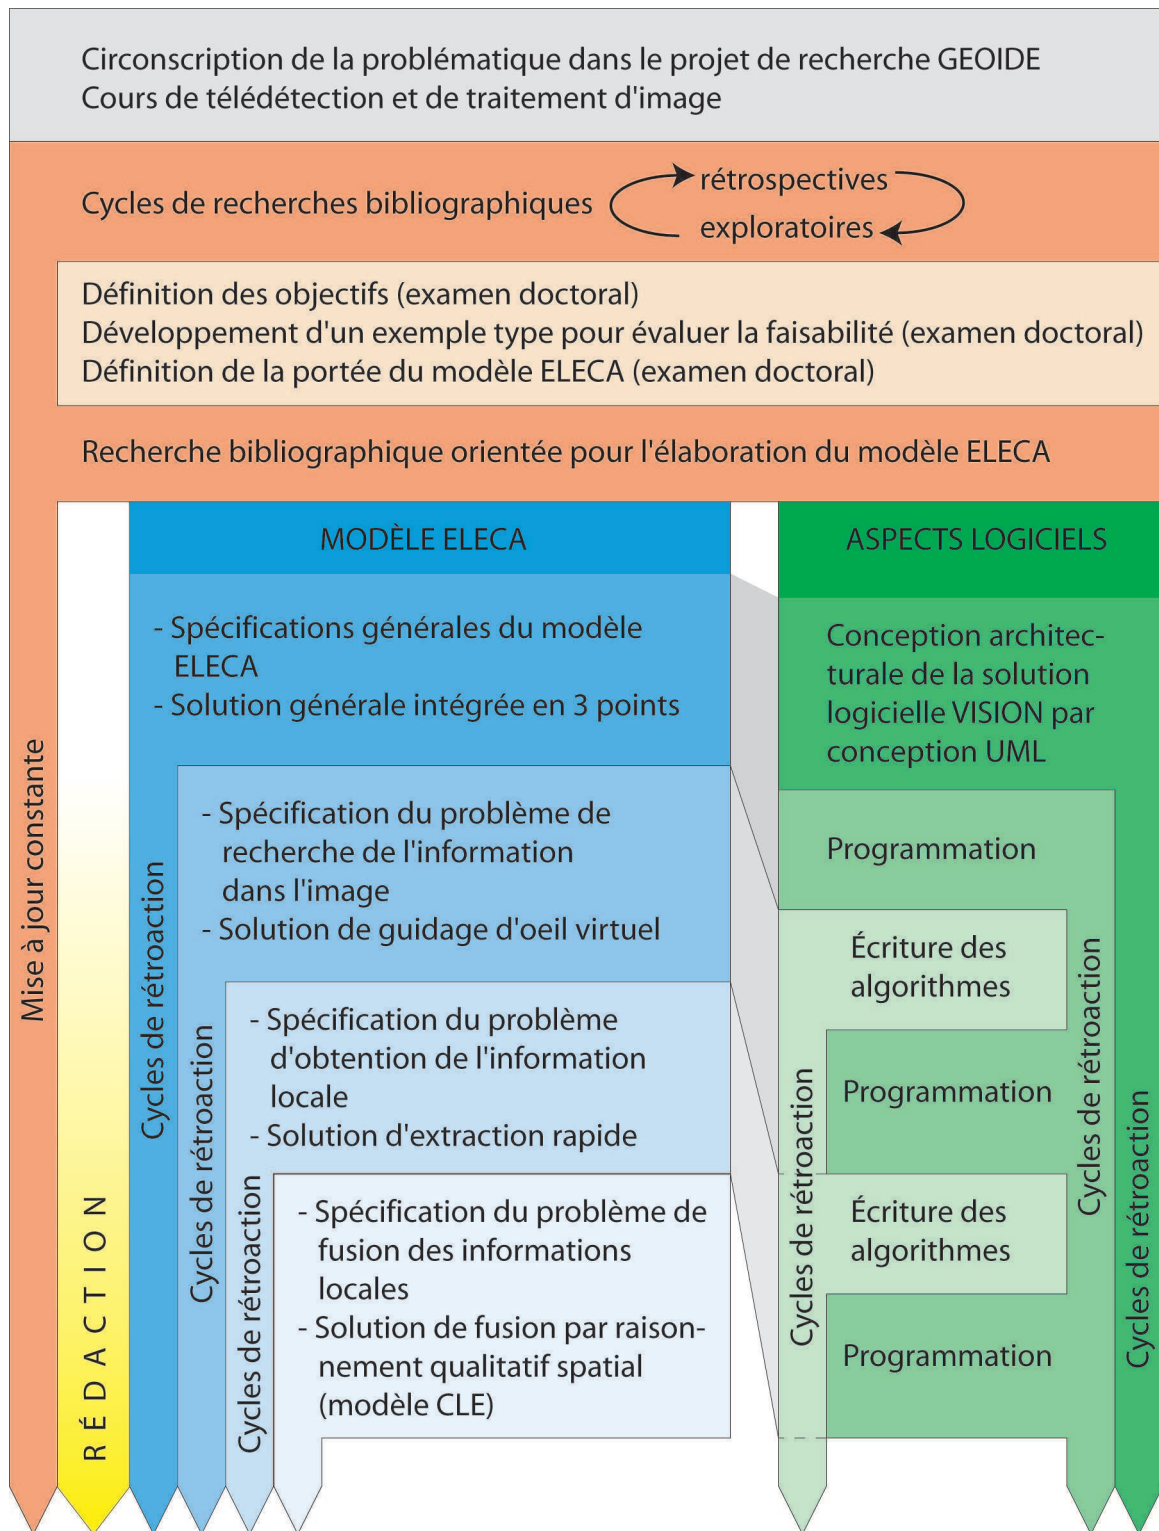 Circonscription de la problématique dans le projet de recherche GEOIDE
Cours de télédétection et de traitement d'image
Cycles de recherches bibliographiques
rétrospectives
exploratoires
Définition des objectifs (examen doctoral)
Développement d'un exemple type pour évaluer la faisabilité (examen doctoral)
Définition de la portée du modèle ELECA (examen doctoral)
Recherche bibliographique orientée pour l'élaboration du modèle ELECA
Mise à jour constante
RÉDACTION
MODÈLE ELECA
- Spécifications générales du modèle
ELECA
- Solution générale intégrée en 3 points
Cycles de rétroaction
- Spécification du problème de
recherche de l'information
dans l'image
- Solution de guidage d'oeil virtuel
Cycles de rétroaction
- Spécification du problème
d'obtention de l'information
locale
- Solution d'extraction rapide
Cycles de rétroaction
- Spécification du problème de
fusion des informations
locales
- Solution de fusion par raison-
nement qualitatif spatial
(modèle CLE)
ASPECTS LOGICIELS
Conception architec-
turale de la solution
logicielle VISION par
conception UML
Programmation
Écriture des
algorithmes
Programmation
Écriture des
algorithmes
Programmation
Cycles de rétroaction
Cycles de rétroaction
Cycles de rétroaction